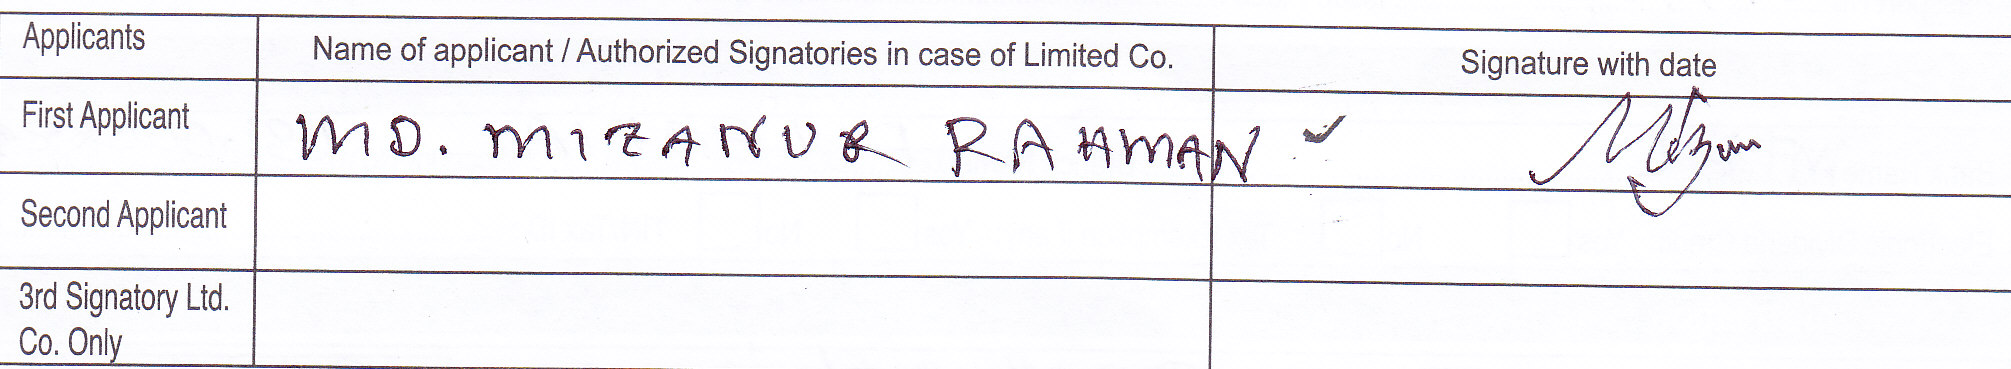 Applicants Name of applicant / Authorized Signatories in case of Limited Co. Signature with date
First Applicant MD. MIZANUR RAHMAN
Second Applicant
3rd Signatory Ltd.
Co. Only